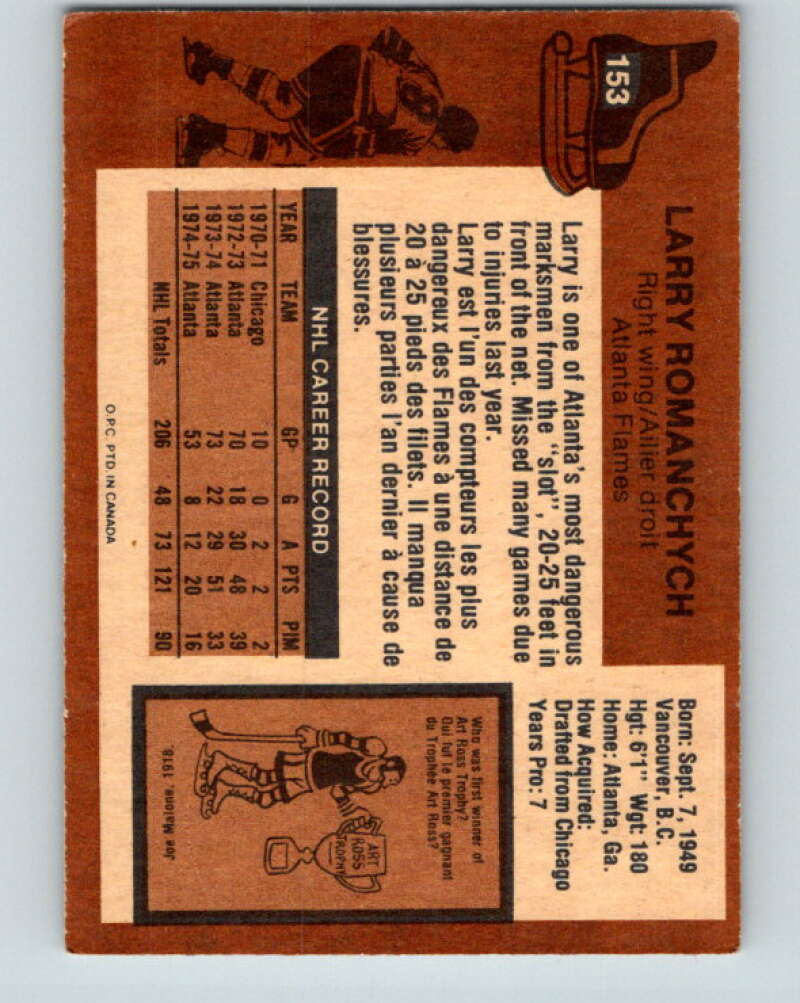 153
LARRY ROMANCHYCH
Right wing/Ailier droit
Atlanta Flames
Larry is one of Atlanta's most dangerous
marksmen from the "slot", 20-25 feet in
front of the net. Missed many games due
to injuries last year.
Larry est l'un des compteurs les plus
dangereux des Flames à une distance de
20 à 25 pieds des filets. Il manqua
plusieurs parties l'an dernier à cause de
blessures.
NHL CAREER RECORD
YEAR TEAM GP G A PTS PIM
1970-71 Chicago 10 0 2 2 2
1972-73 Atlanta 70 18 30 48 39
1973-74 Atlanta 73 22 29 51 33
1974-75 Atlanta 53 8 12 20 16
NHL Totals 206 48 73 121 90
O.P.C. PTD. IN CANADA
Born: Sept. 7, 1949
Vancouver, B.C.
Hgt: 6'1" Wgt: 180
Home: Atlanta, Ga.
How Acquired:
Drafted from Chicago
Years Pro: 7
Who was first winner of
Art Ross Trophy?
Qui fut le premier gagnant
du Trophée Art Ross?
ART
ROSS
TROPHY
Joe Malone, 1918.